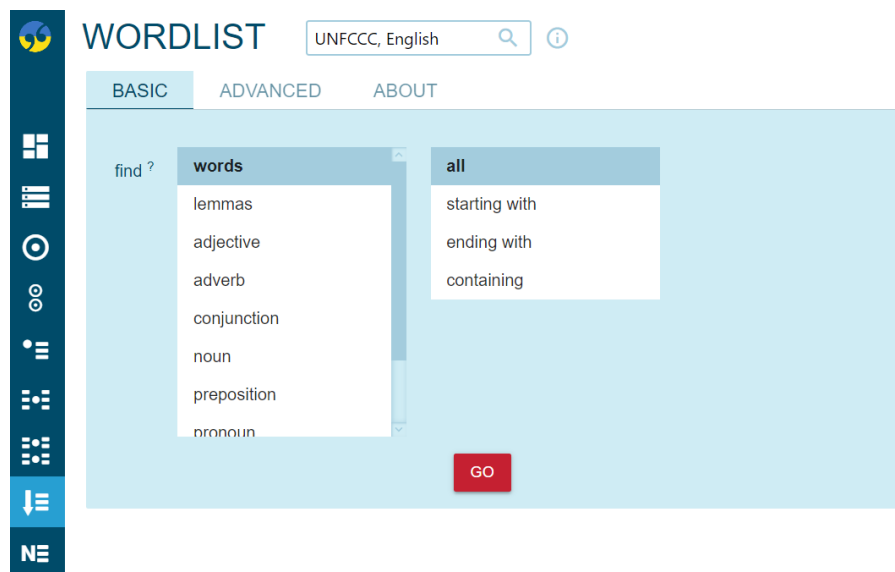 WORDLIST
UNFCCC, English
BASIC
ADVANCED
ABOUT
find ?
words
lemmas
adjective
adverb
conjunction
noun
preposition
pronoun
all
starting with
ending with
containing
GO
N